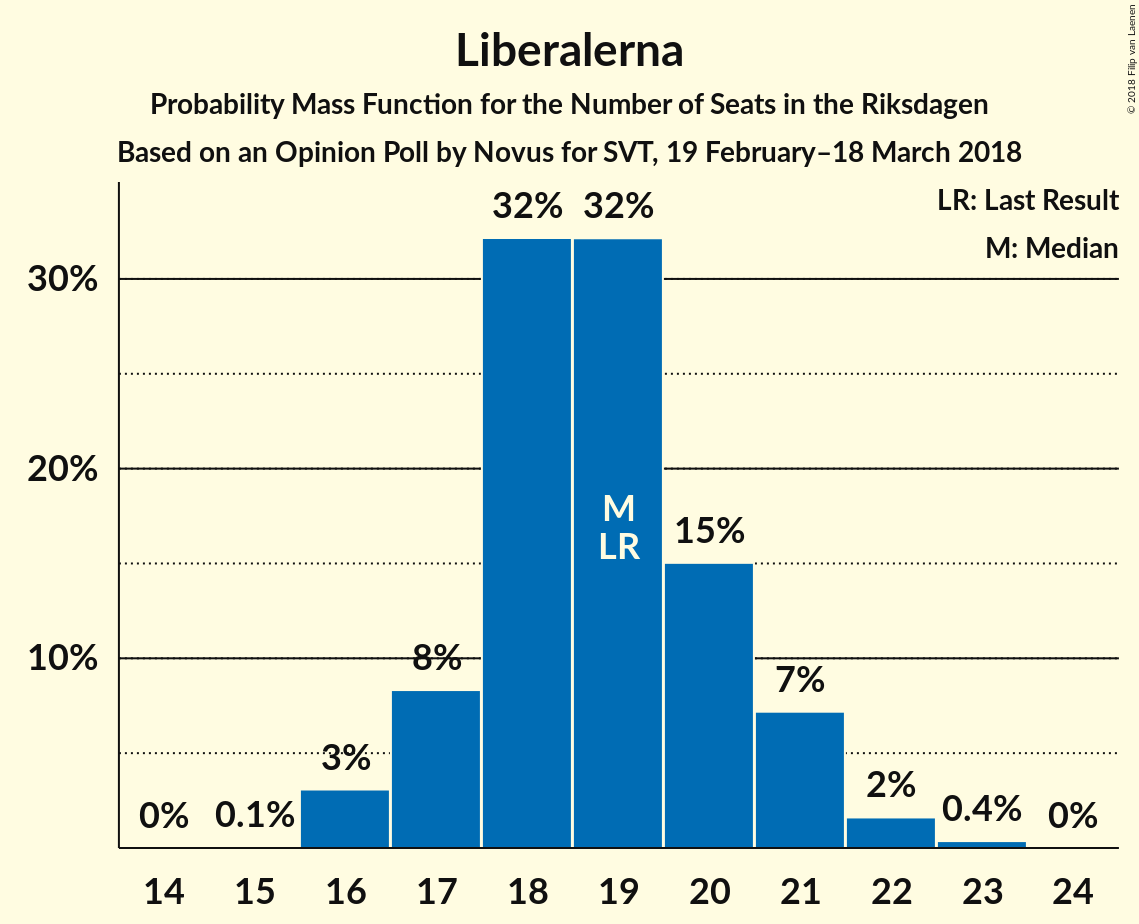 Liberalerna
Probability Mass Function for the Number of Seats in the Riksdagen
Based on an Opinion Poll by Novus for SVT, 19 February–18 March 2018
© 2018 Filip van Laenen
LR: Last Result
M: Median
32% 32%
30%
20%
M
LR
15%
10%
8%
7%
3%
2%
0% 0.1% 0.4% 0%
14 15 16 17 18 19 20 21 22 23 24